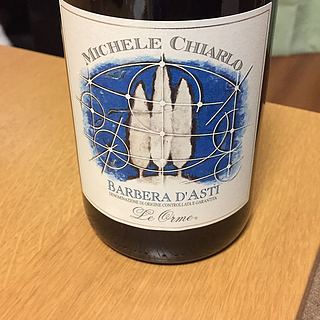 MICHELE CHIARLO
BARBERA D'ASTI
DENOMINAZIONE DI ORIGINE CONTROLLATA E GARANTITA
Le Orme